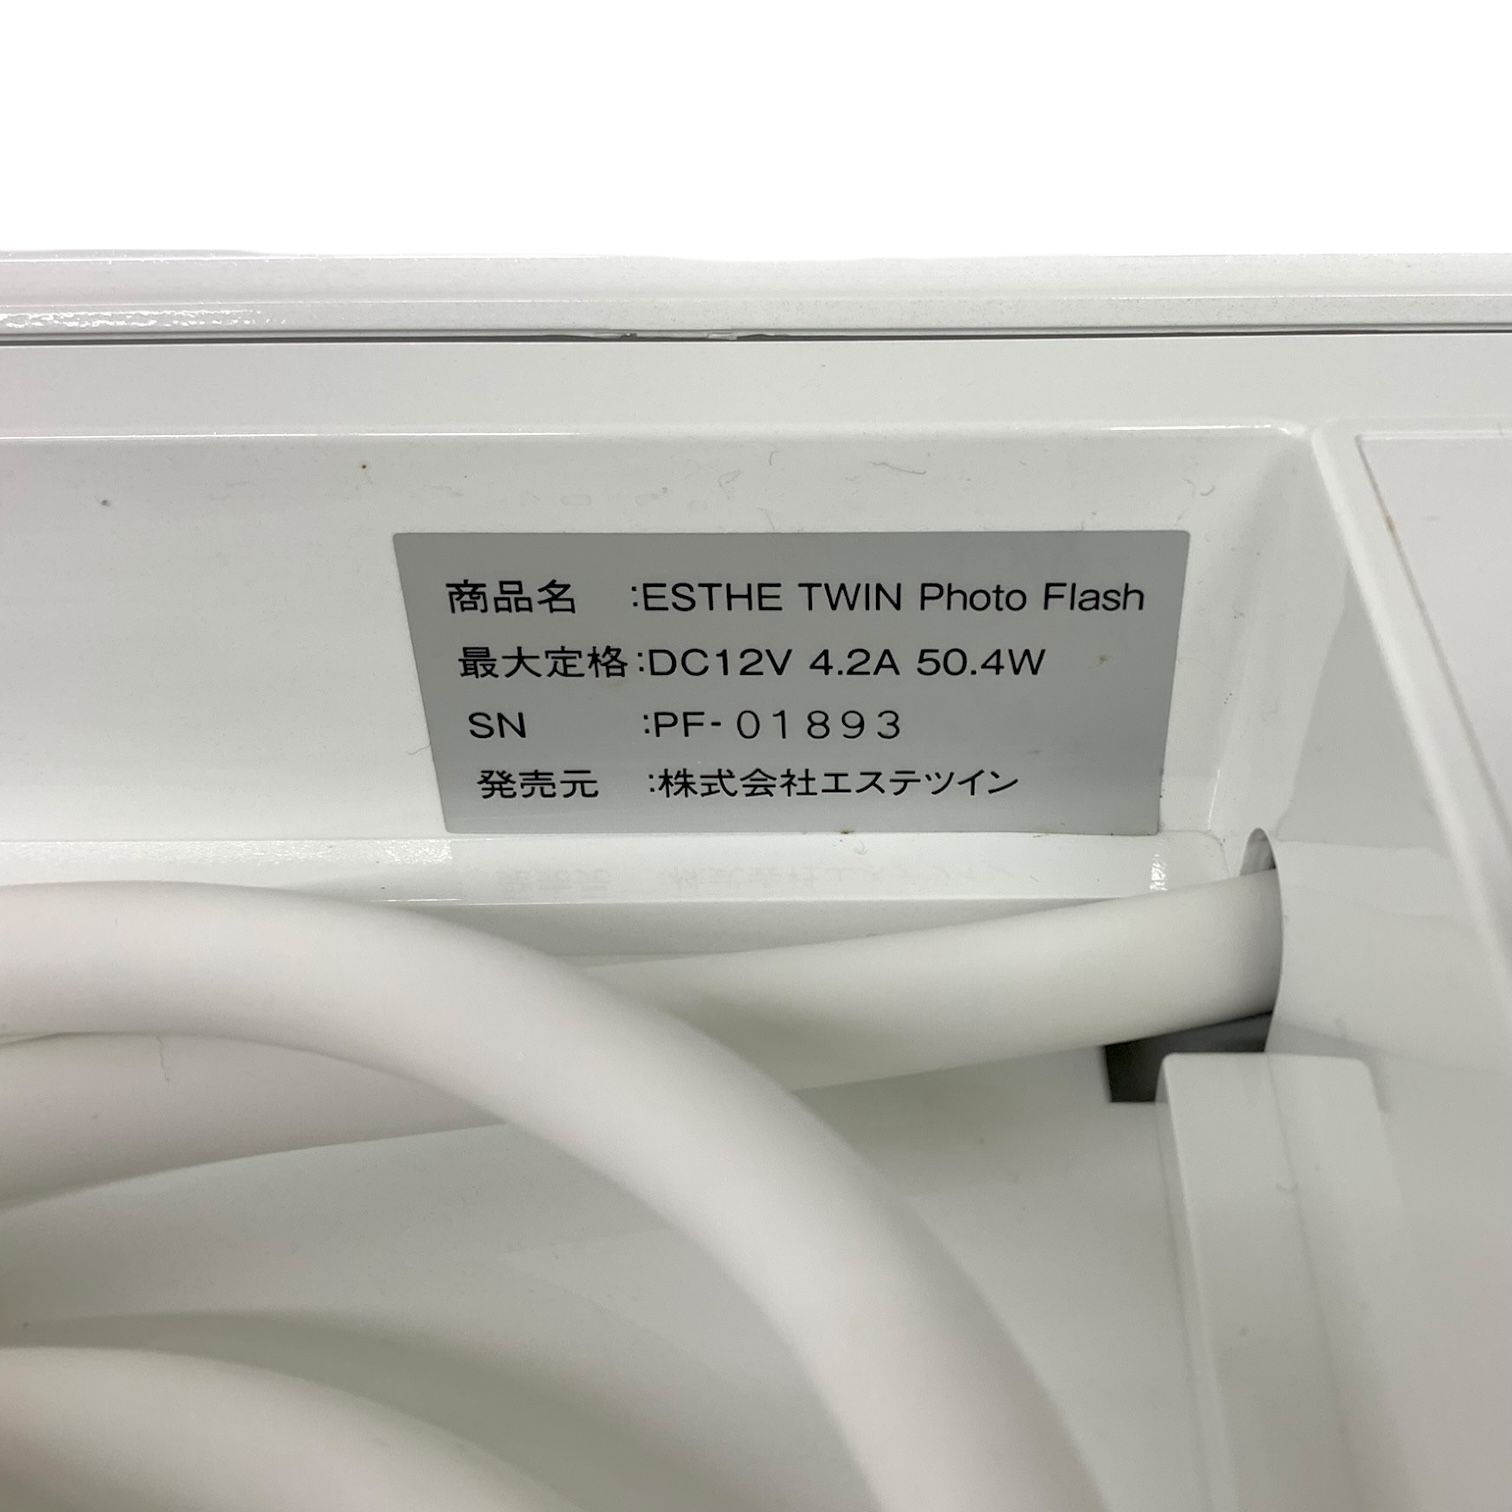 商品名 :ESTHE TWIN Photo Flash
最大定格:DC12V 4.2A 50.4W
SN :PF-01893
発売元 :株式会社エステツイン